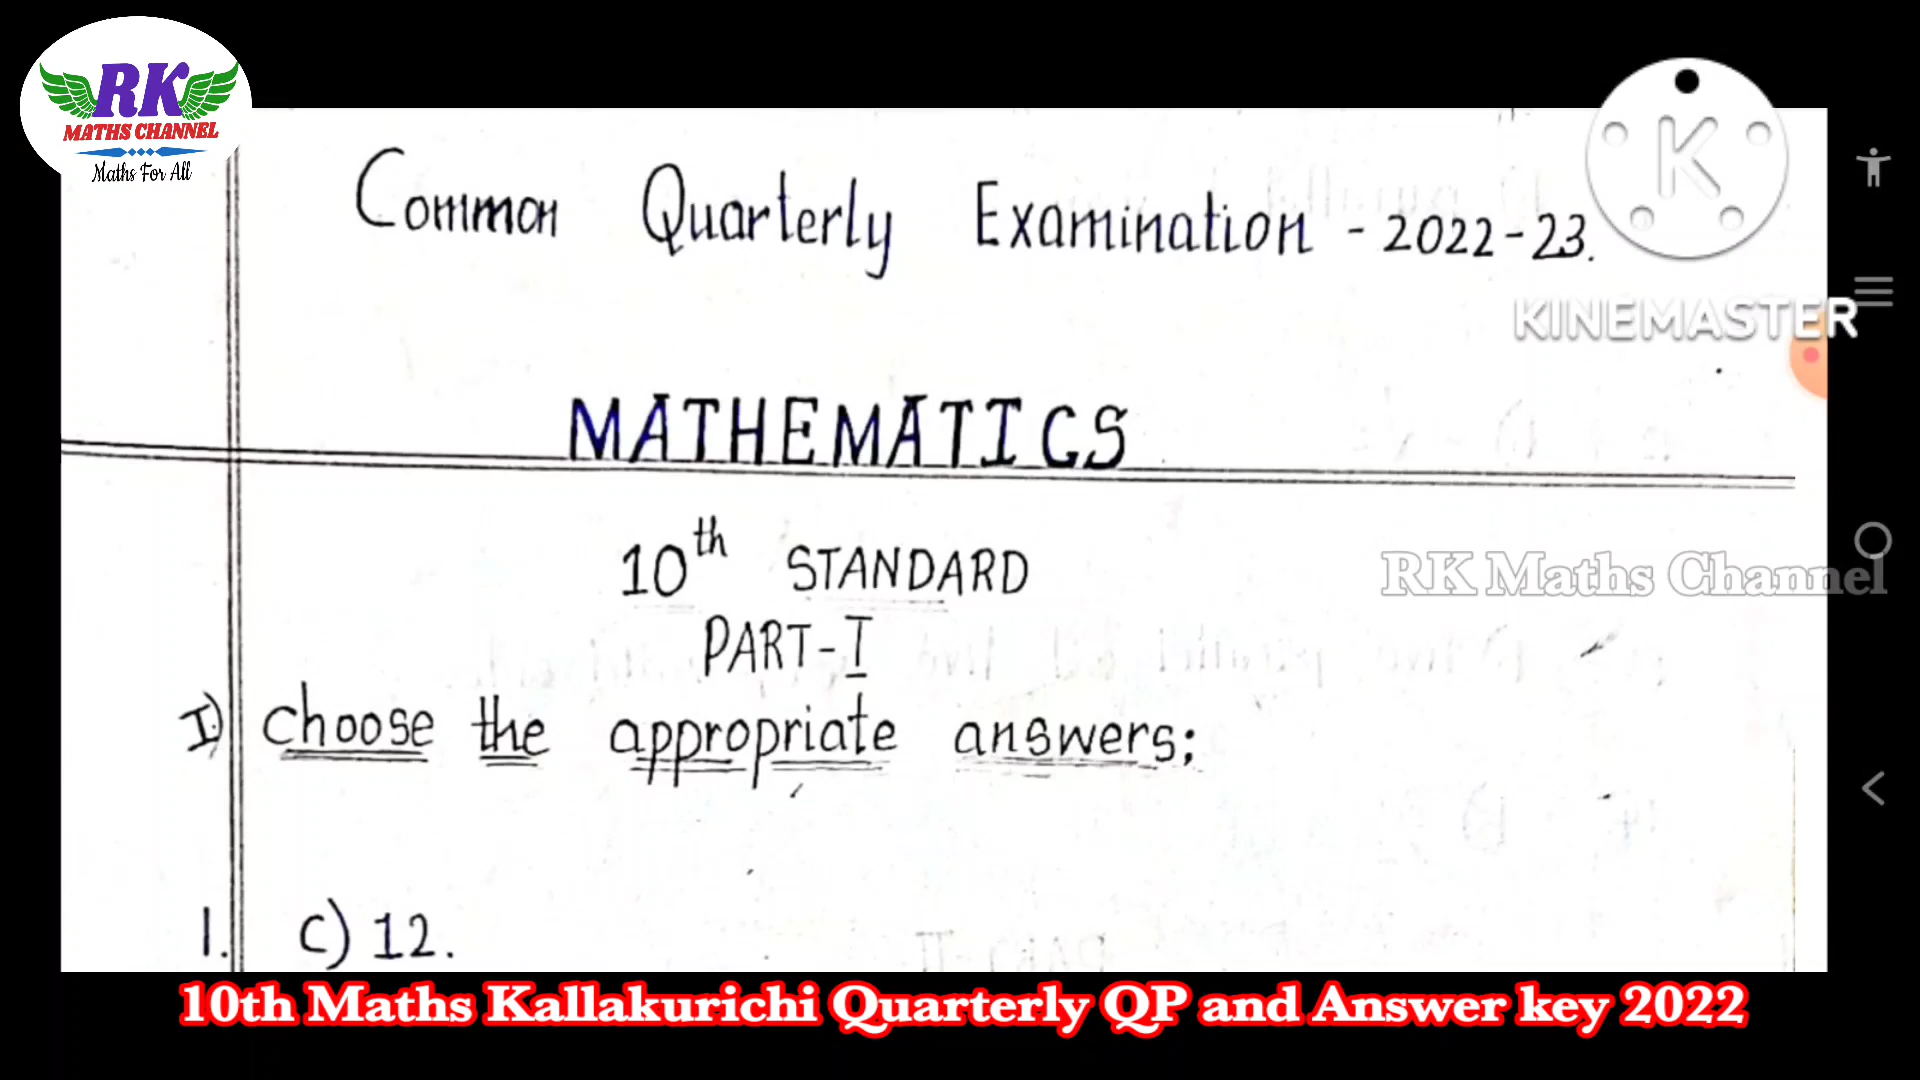 RK
MATHS CHANNEL
Maths For All
K
KINEMASTER
Common Quarterly Examination - 2022-23.
MATHEMATICS
10th STANDARD
RK Maths Channel
PART-I
I) choose the appropriate answers;
1. c) 12.
10th Maths Kallakurichi Quarterly QP and Answer key 2022